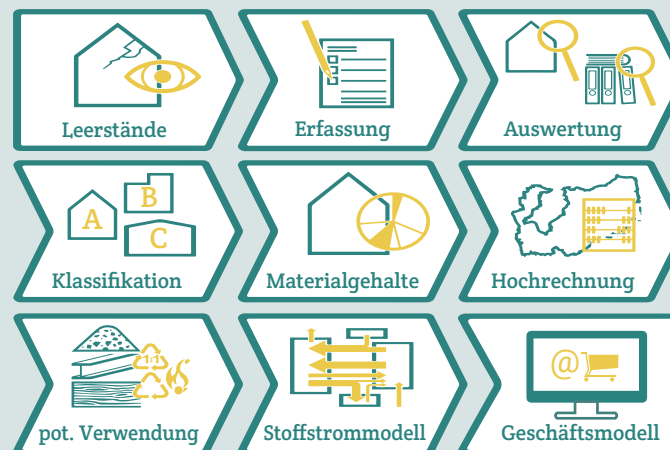 Leerstände
Erfassung
Auswertung
A
B
C
Klassifikation
Materialgehalte
Hochrechnung
1:1
pot. Verwendung
Stoffstrommodell
@
Geschäftsmodell